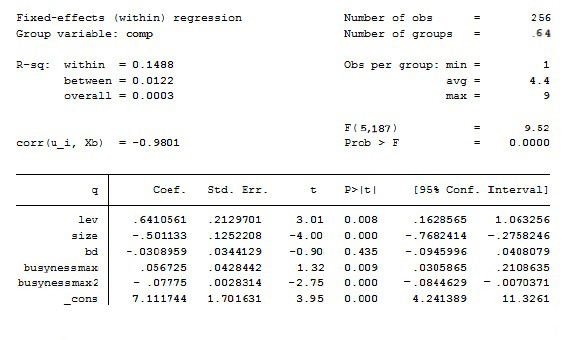 Fixed-effects (within) regression Number of obs = 256
Group variable: comp Number of groups = .64
R-sq: within = 0.1488 Obs per group: min = 1
between = 0.0122 avg = 4.4
overall = 0.0003 max = 9
F(5,187) = 9.52
corr(u_i, Xb) = -0.9801 Prob > F = 0.0000
q Coef. Std. Err. t P>|t| [95% Conf. Interval]
lev .6410561 .2129701 3.01 0.008 .1628565 1.063256
size -.501133 .1252208 -4.00 0.000 -.7682414 -.2758246
bd -.0308959 .0344129 -0.90 0.435 -.0945996 .0408079
busynessmax .056725 .0428442 1.32 0.009 .0305865 .2108635
busynessmax2 - .07775 .0028314 -2.75 0.000 -.0844629 - .0070371
_cons 7.111744 1.701631 3.95 0.000 4.241389 11.3261